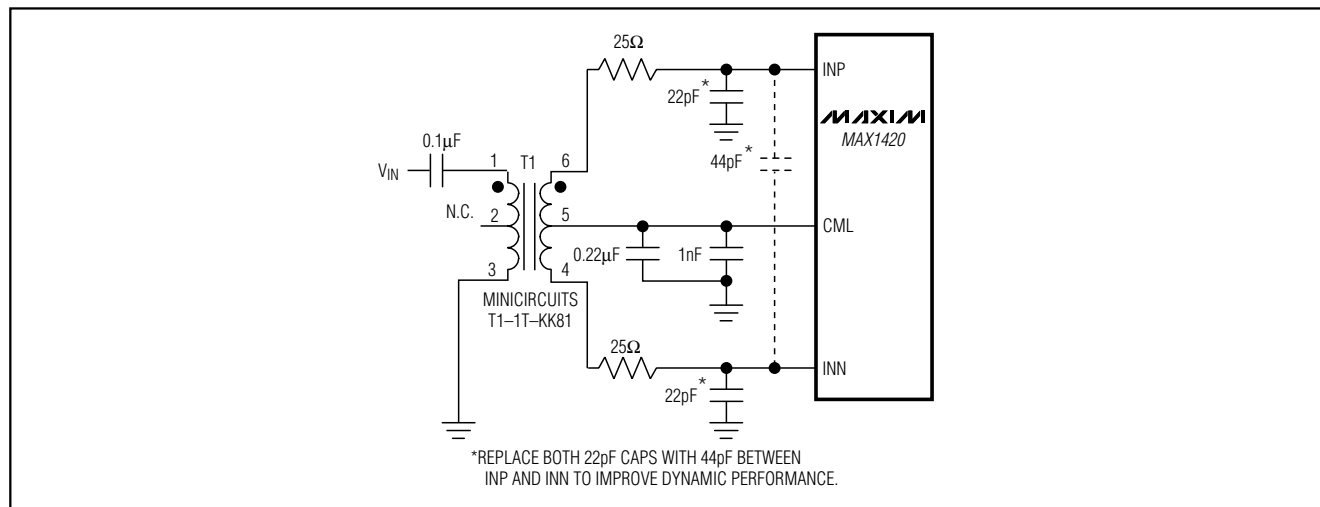 25Ω
INP
22pF
*
MAXIM
MAX1420
0.1μF
1
T1
6
44pF
*
VIN
N.C.
2
5
CML
0.22μF
1nF
3
4
MINICIRCUITS
T1–1T–KK81
25Ω
INN
22pF
*
*REPLACE BOTH 22pF CAPS WITH 44pF BETWEEN
INP AND INN TO IMPROVE DYNAMIC PERFORMANCE.